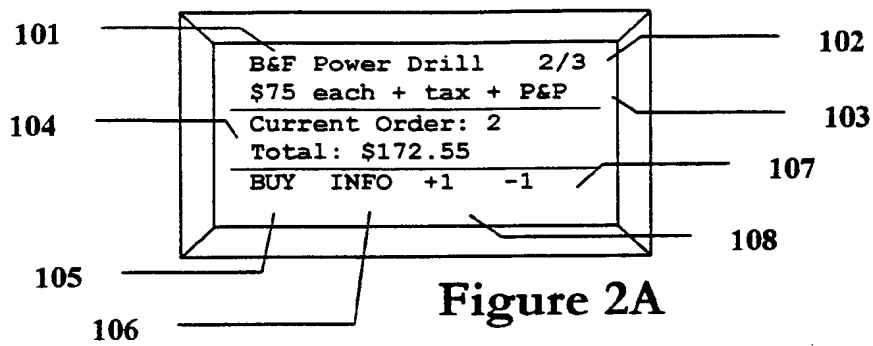 101
102
B&F Power Drill 2/3
$75 each + tax + P&P
103
104
Current Order: 2
Total: $172.55
107
BUY INFO +1 -1
108
105
106
Figure 2A